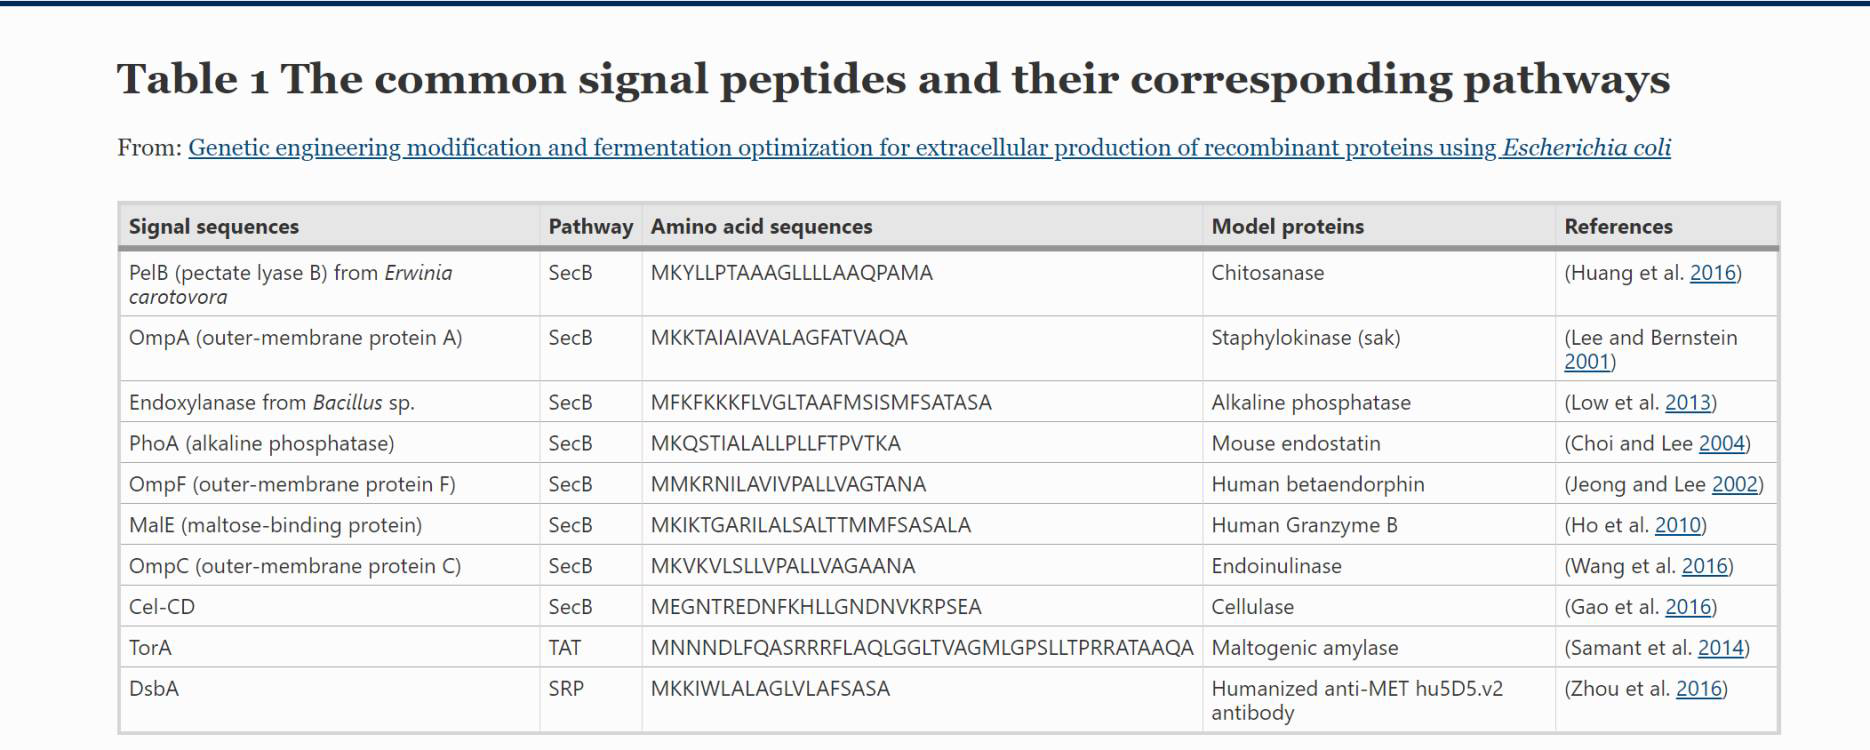 Table 1 The common signal peptides and their corresponding pathways
From: Genetic engineering modification and fermentation optimization for extracellular production of recombinant proteins using Escherichia coli
Signal sequences Pathway Amino acid sequences Model proteins References
PelB (pectate lyase B) from Erwinia SecB MKYLLPTAAAGLLLLAAQPAMA Chitosanase (Huang et al. 2016)
carotovora
OmpA (outer-membrane protein A) SecB MKKTAIAIAVALAGFATVAQA Staphylokinase (sak) (Lee and Bernstein
2001)
Endoxylanase from Bacillus sp. SecB MFKFKKKFLVGLTAAFMSISMFSATASA Alkaline phosphatase (Low et al. 2013)
PhoA (alkaline phosphatase) SecB MKQSTIALALLPLLFTPVTKA Mouse endostatin (Choi and Lee 2004)
OmpF (outer-membrane protein F) SecB MMKRNILAVIVPALLVAGTANA Human betaendorphin (Jeong and Lee 2002)
MalE (maltose-binding protein) SecB MKIKTGARILALSALTTMMFSASALA Human Granzyme B (Ho et al. 2010)
OmpC (outer-membrane protein C) SecB MKVKVLSLLVPALLVAGAANA Endoinulinase (Wang et al. 2016)
Cel-CD SecB MEGNTREDNFKHLLGNDNVKRPSEA Cellulase (Gao et al. 2016)
TorA TAT MNNNDLFQASRRRFLAQLGGLTVAGMLGPSLLTPRRATAAQA Maltogenic amylase (Samant et al. 2014)
DsbA SRP MKKIWLALAGLVLAFSASA Humanized anti-MET hu5D5.v2 (Zhou et al. 2016)
antibody